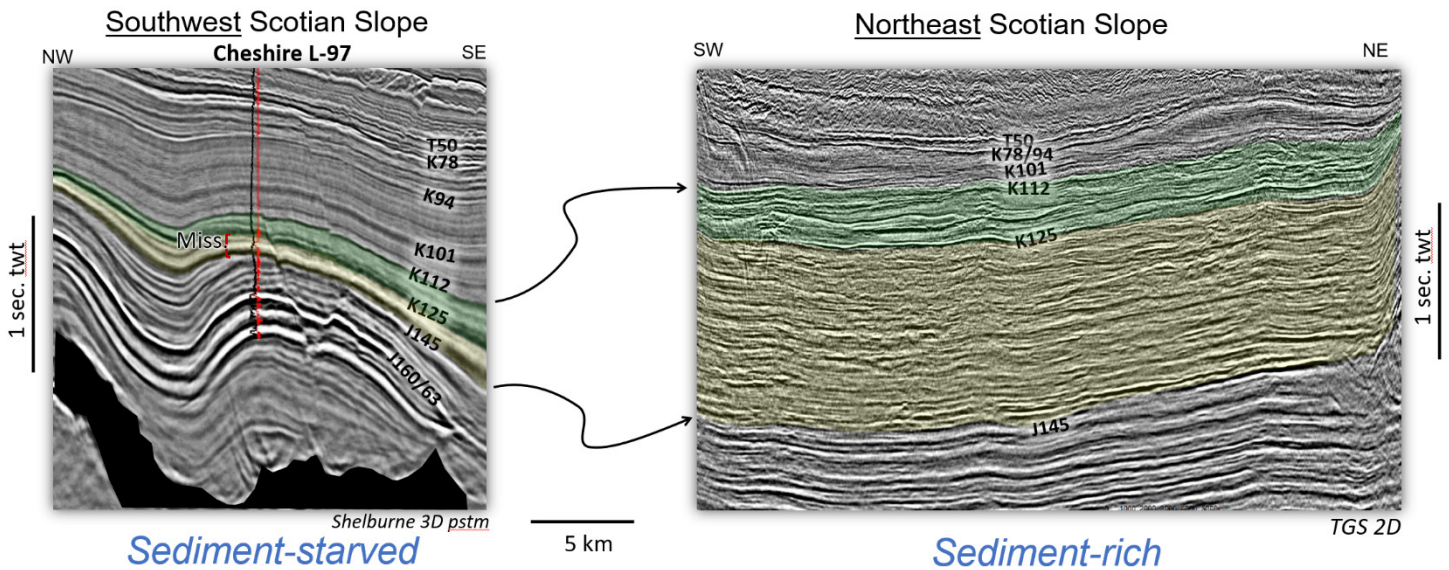 Southwest Scotian Slope
Northeast Scotian Slope
NW
Cheshire L-97
SE
SW
NE
T50
K78
K94
Miss.
K101
K112
K125
J145
J160/63
T50
K78/94
K101
K112
K125
J145
1 sec. twt
1 sec. twt
Shelburne 3D pstm
5 km
TGS 2D
Sediment-starved
Sediment-rich